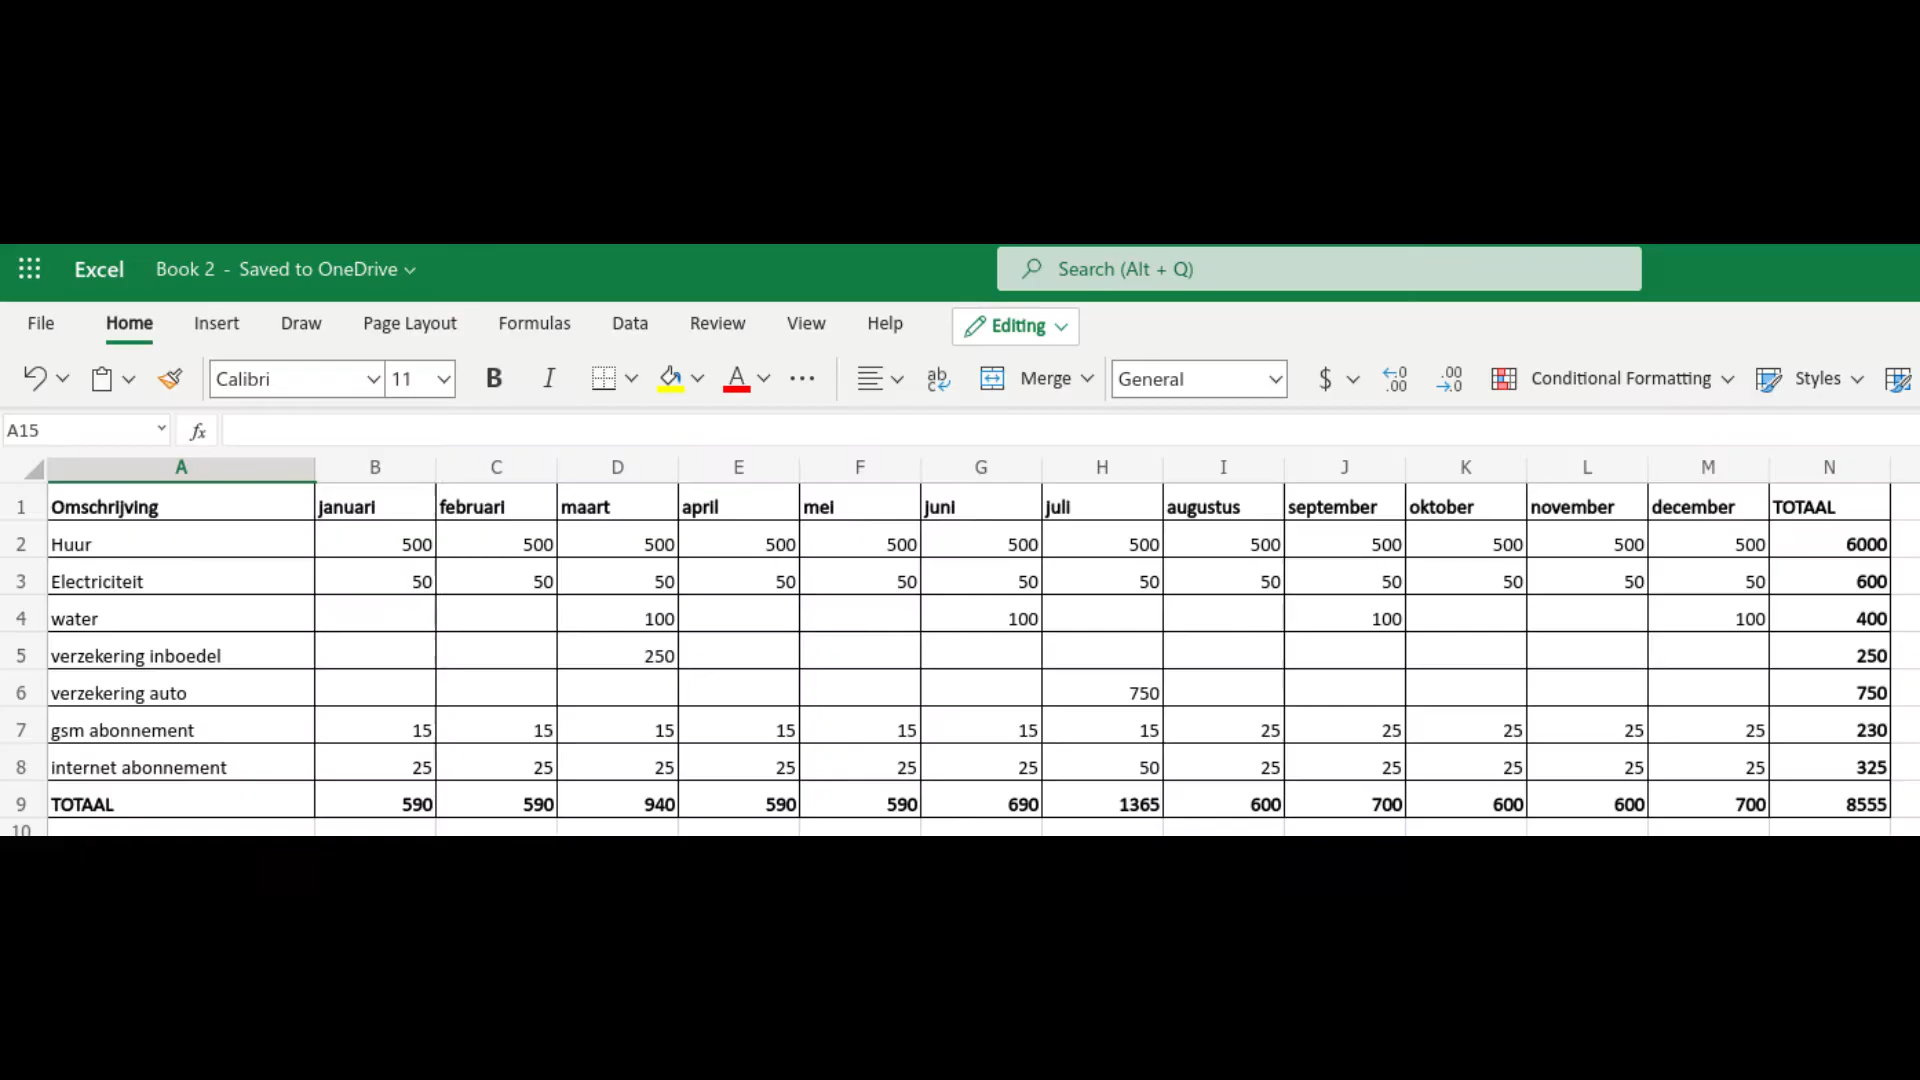 Excel Book 2 - Saved to OneDrive Search (Alt + Q)
File Home Insert Draw Page Layout Formulas Data Review View Help Editing
Calibri 11 B I A ... ab Merge General $ .00 .00 Conditional Formatting Styles
A15 fx
A B C D E F G H I J K L M N
1 Omschrijving januari februari maart april mei juni juli augustus september oktober november december TOTAAL
2 Huur 500 500 500 500 500 500 500 500 500 500 500 500 6000
3 Electriciteit 50 50 50 50 50 50 50 50 50 50 50 50 600
4 water 100 100 100 100 400
5 verzekering inboedel 250 250
6 verzekering auto 750 750
7 gsm abonnement 15 15 15 15 15 15 15 25 25 25 25 25 230
8 internet abonnement 25 25 25 25 25 25 50 25 25 25 25 25 325
9 TOTAAL 590 590 940 590 590 690 1365 600 700 600 600 700 8555
10